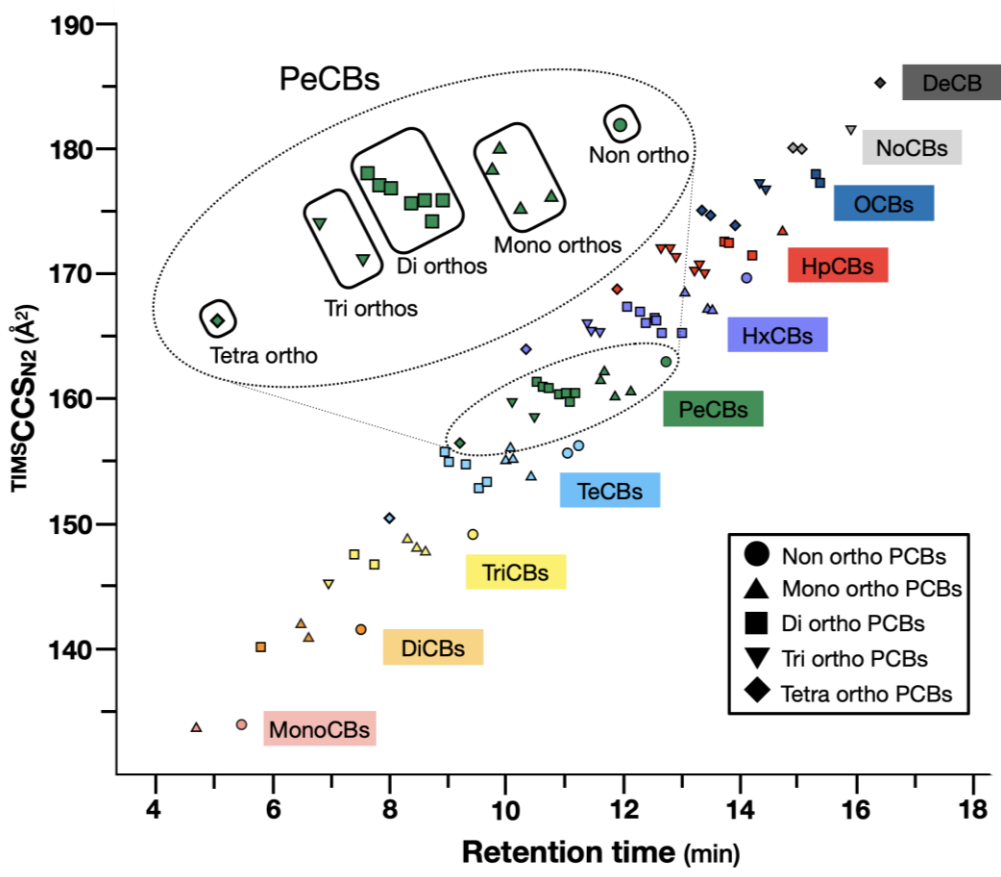 190
180
170
160
150
140
TIMSCCSN2 (Å2)
PeCBs
Non ortho
Mono orthos
Di orthos
Tri orthos
Tetra ortho
DeCB
NoCBs
OCBs
HpCBs
HxCBs
PeCBs
TeCBs
TriCBs
DiCBs
MonoCBs
Non ortho PCBs
Mono ortho PCBs
Di ortho PCBs
Tri ortho PCBs
Tetra ortho PCBs
4 6 8 10 12 14 16 18
Retention time (min)